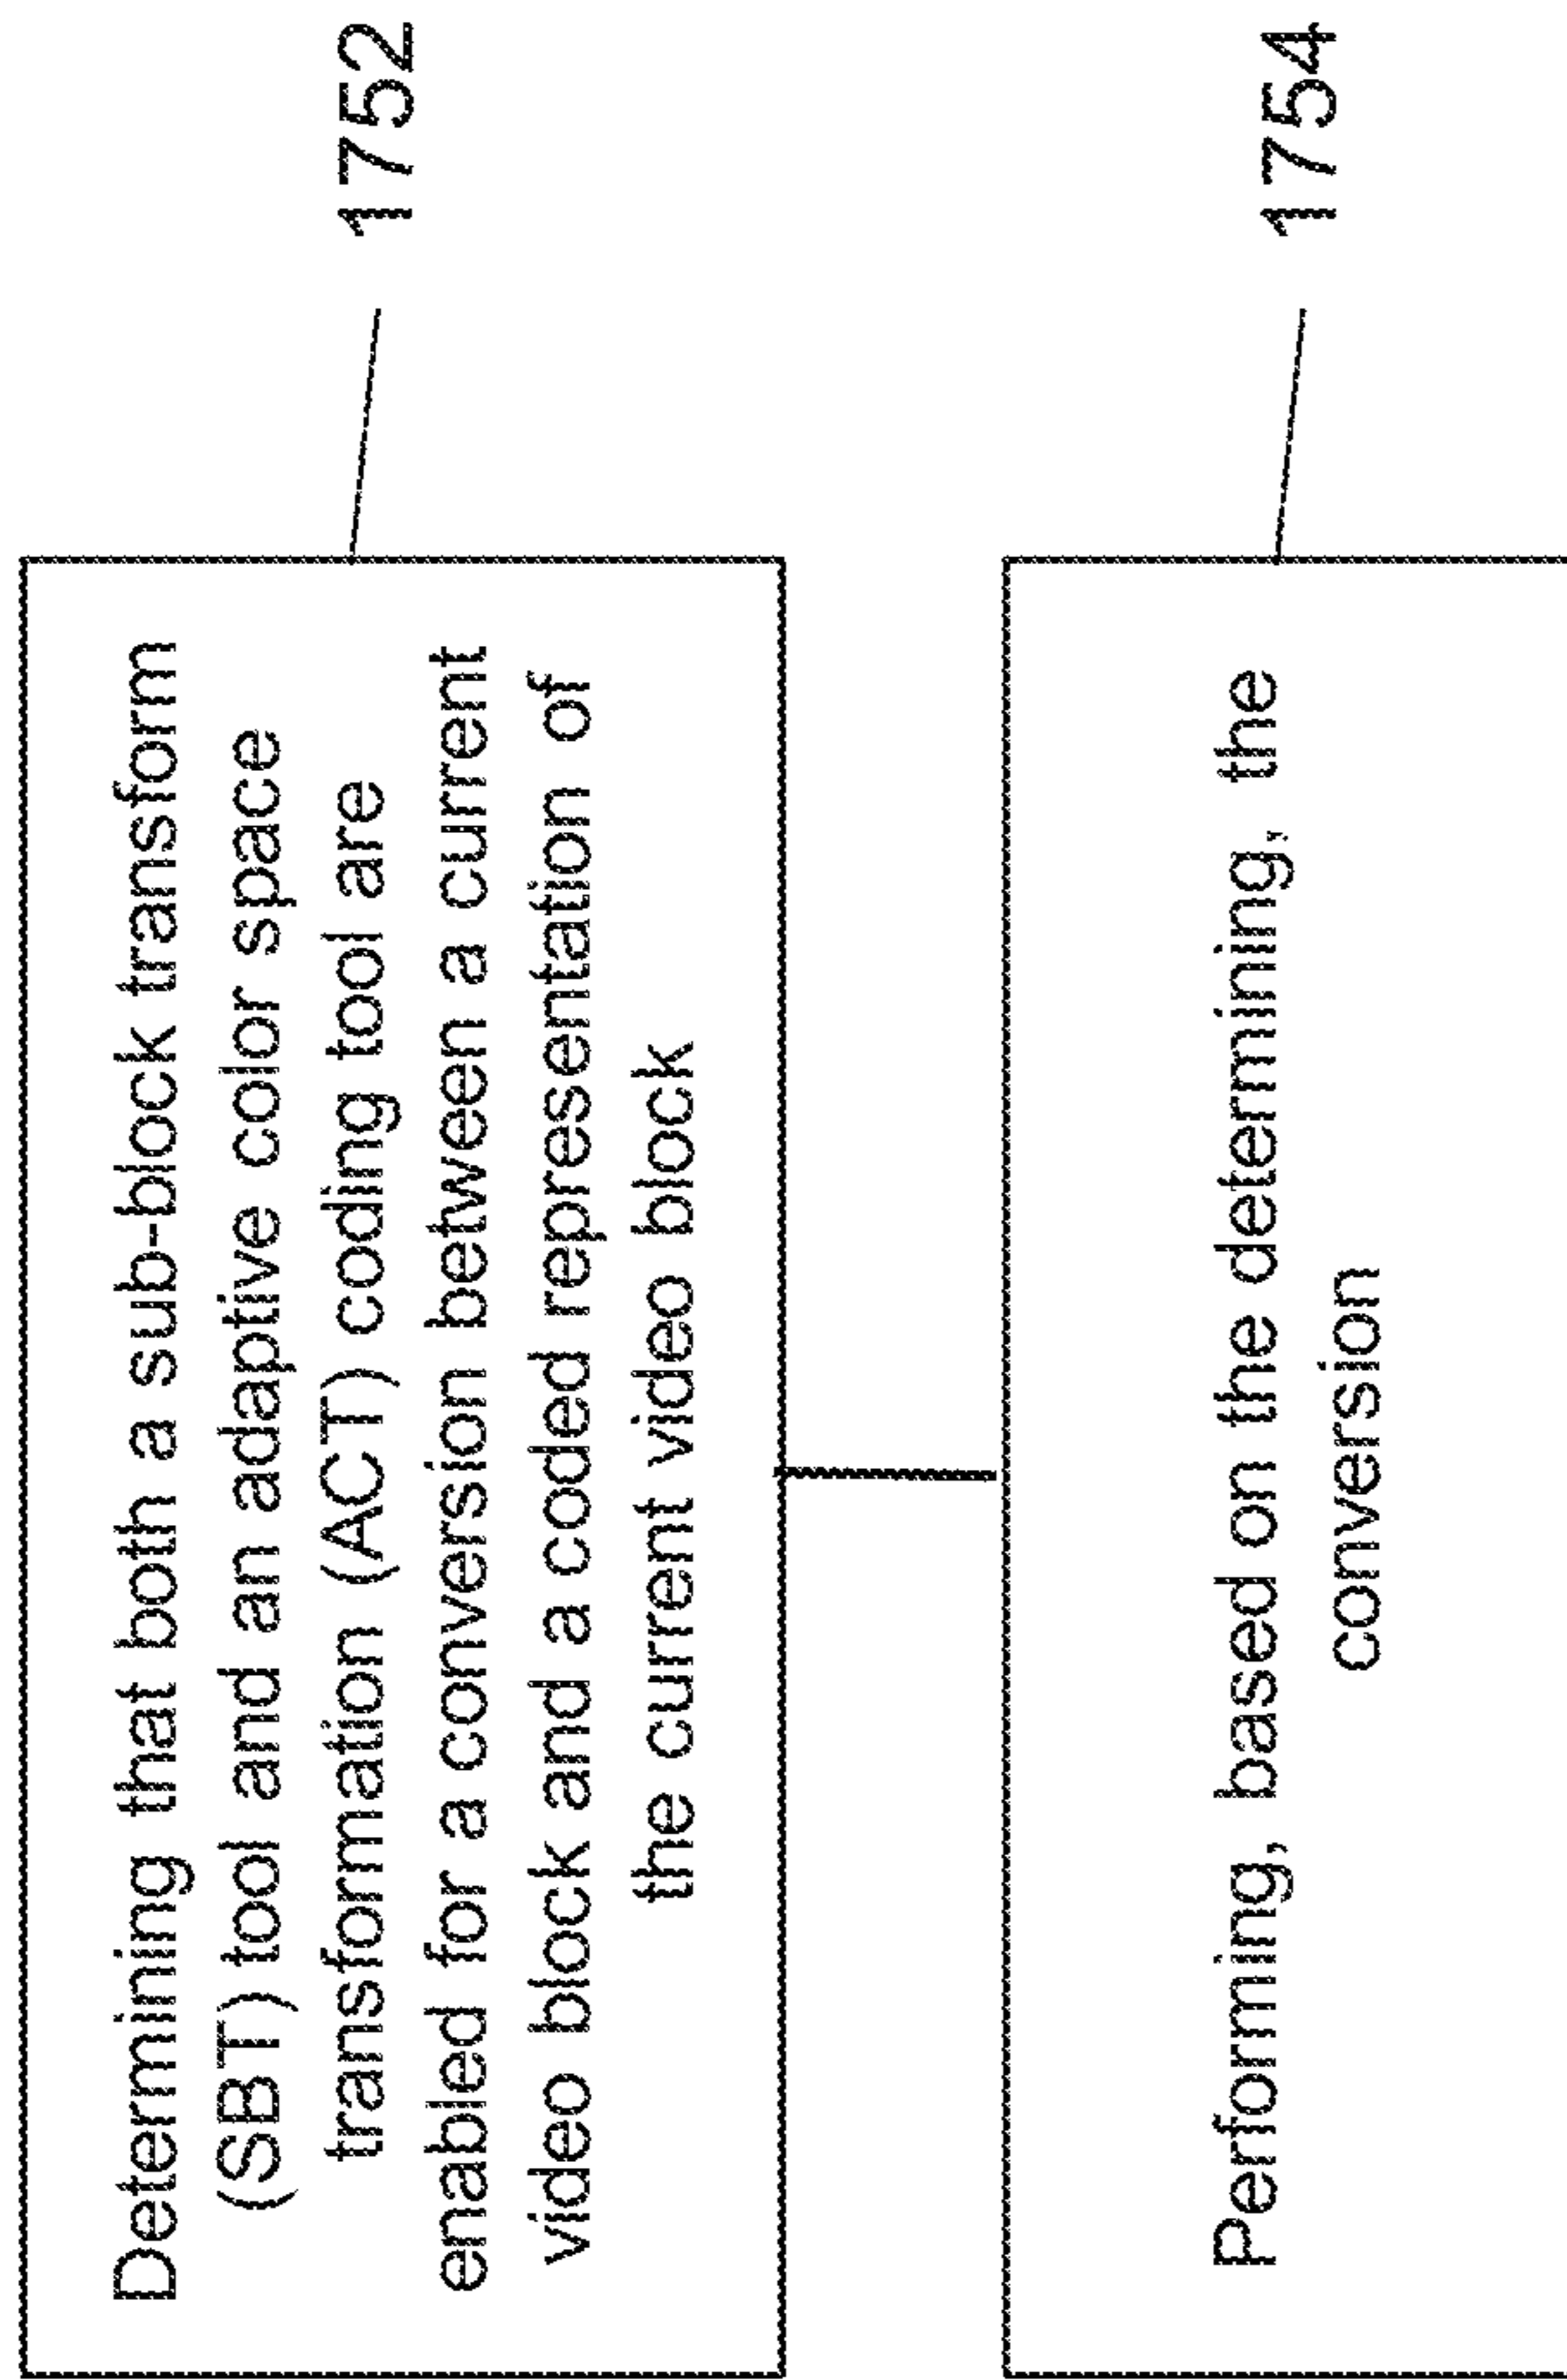 Determining that both a sub-block transform
(SBT) tool and an adaptive color space
transformation (ACT) coding tool are
enabled for a conversion between a current
video block and a coded representation of
the current video block
1752
Performing, based on the determining, the
conversion
1754